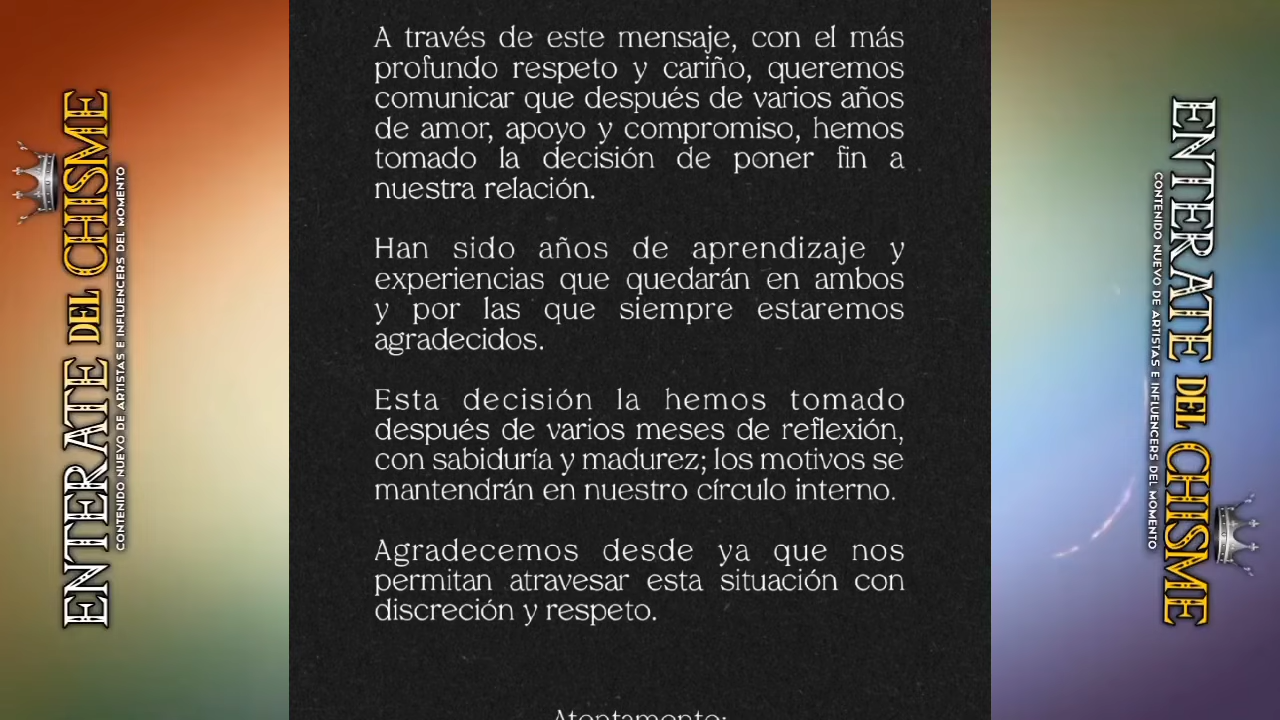 A través de este mensaje, con el más
profundo respeto y cariño, queremos
comunicar que después de varios años
de amor, apoyo y compromiso, hemos
tomado la decisión de poner fin a
nuestra relación.
Han sido años de aprendizaje y
experiencias que quedarán en ambos
y por las que siempre estaremos
agradecidos.
Esta decisión la hemos tomado
después de varios meses de reflexión,
con sabiduría y madurez; los motivos se
mantendrán en nuestro círculo interno.
Agradecemos desde ya que nos
permitan atravesar esta situación con
discreción y respeto.
Atentamente:
ENTERATE DEL CHISME
CONTENIDO NUEVO DE ARTISTAS E INFLUENCERS DEL MOMENTO
ENTERATE DEL CHISME
CONTENIDO NUEVO DE ARTISTAS E INFLUENCERS DEL MOMENTO